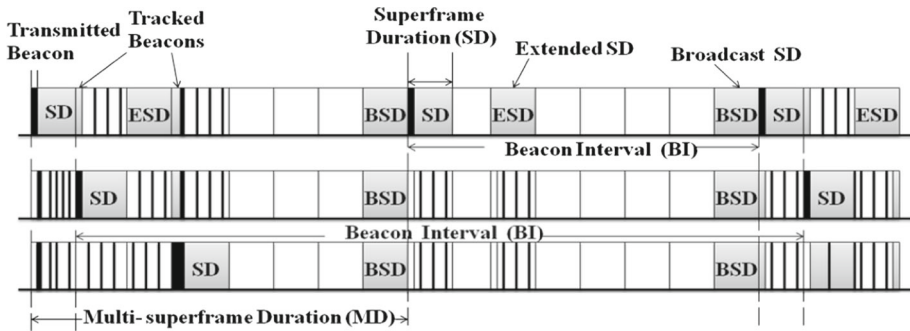 Transmitted
Beacon
Tracked
Beacons
Superframe
Duration (SD)
Extended SD
Broadcast SD
SD ESD BSD SD ESD BSD SD ESD
Beacon Interval (BI)
SD BSD BSD SD
Beacon Interval (BI)
SD BSD BSD
Multi- superframe Duration (MD)